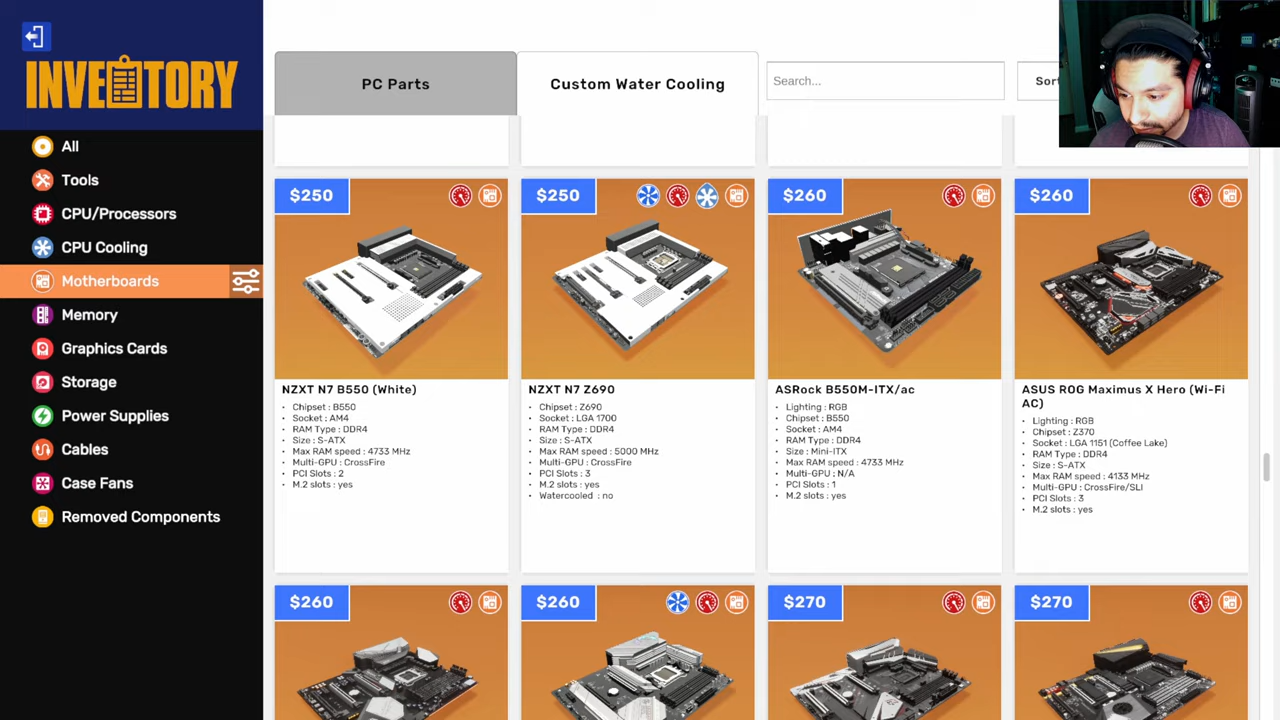 INVENTORY
PC Parts
Custom Water Cooling
Search...
Sort
All
Tools
CPU/Processors
CPU Cooling
Motherboards
Memory
Graphics Cards
Storage
Power Supplies
Cables
Case Fans
Removed Components
$250
NZXT N7 B550 (White)
Chipset : B550
Socket : AM4
RAM Type : DDR4
Size : S-ATX
Max RAM speed : 4733 MHz
Multi-GPU : CrossFire
PCI Slots : 2
M.2 slots : yes
$250
NZXT N7 Z690
Chipset : Z690
Socket : LGA 1700
RAM Type : DDR4
Size : S-ATX
Max RAM speed : 5000 MHz
Multi-GPU : CrossFire
PCI Slots : 3
M.2 slots : yes
Watercooled : no
$260
ASRock B550M-ITX/ac
Lighting : RGB
Chipset : B550
Socket : AM4
RAM Type : DDR4
Size : Mini-ITX
Max RAM speed : 4733 MHz
Multi-GPU : N/A
PCI Slots : 1
M.2 slots : yes
$260
ASUS ROG Maximus X Hero (Wi-Fi
AC)
Lighting : RGB
Chipset : Z370
Socket : LGA 1151 (Coffee Lake)
RAM Type : DDR4
Size : S-ATX
Max RAM speed : 4133 MHz
Multi-GPU : CrossFire/SLI
PCI Slots : 3
M.2 slots : yes
$260
$260
$270
$270